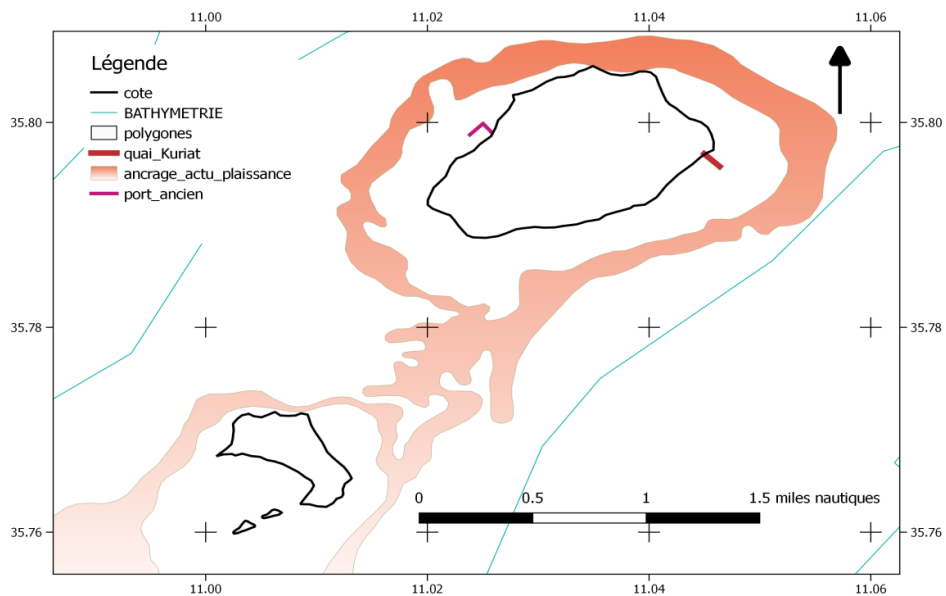 11.00 11.02 11.04 11.06
Légende
cote
BATHYMETRIE
35.80 35.80
polygones
quai_Kuriat
ancrage_actu_plaissance
port_ancien
35.78 35.78
0 0.5 1 1.5 miles nautiques
35.76 35.76
11.00 11.02 11.04 11.06